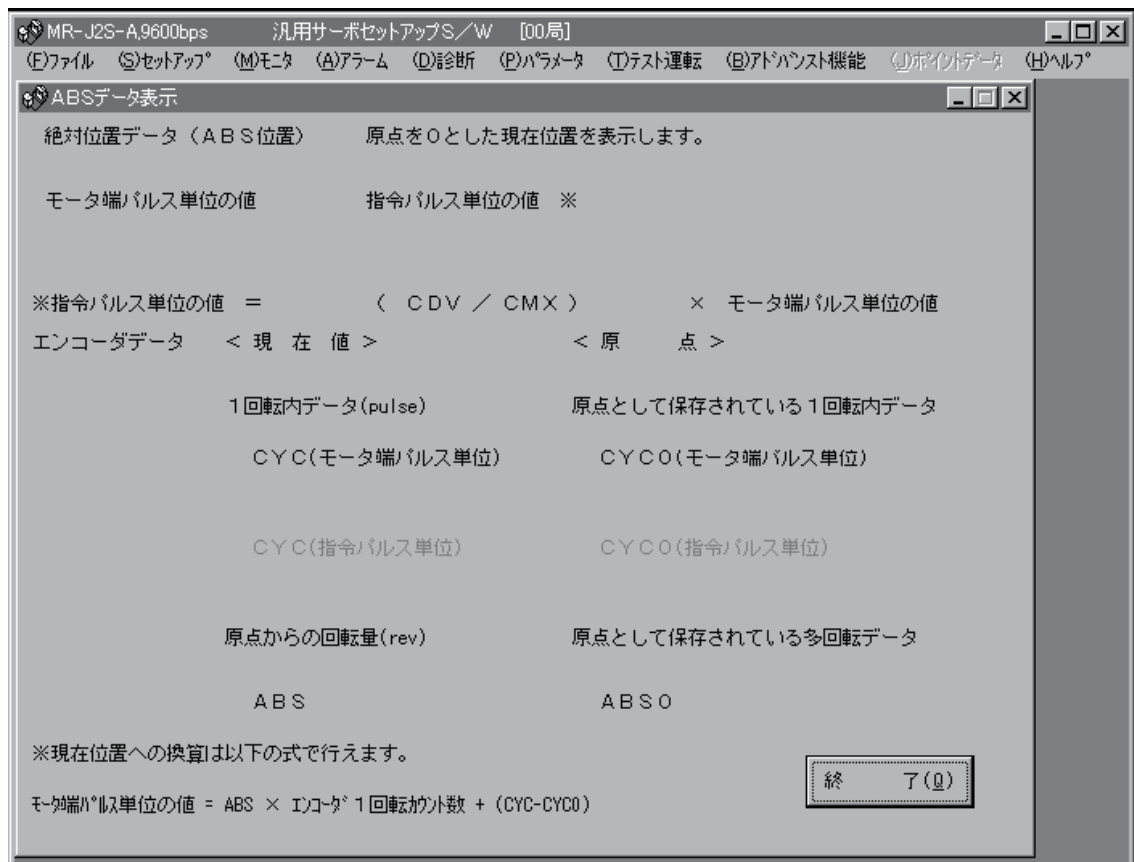 MR-J2S-A,9600bps 汎用サーボセットアップS/W [00局]
(F)ファイル (S)セットアップ (M)モニタ (A)アラーム (D)診断 (P)パラメータ (T)テスト運転 (B)アドバンスト機能 (J)ポイントデータ (H)ヘルプ
ABSデータ表示
絶対位置データ(ABS位置) 原点を0とした現在位置を表示します。
モータ端パルス単位の値 指令パルス単位の値 ※
※指令パルス単位の値 = ( CDV / CMX ) × モータ端パルス単位の値
エンコーダデータ <現 在 値> <原 点>
1回転内データ(pulse) 原点として保存されている1回転内データ
CYC(モータ端パルス単位) CYC0(モータ端パルス単位)
CYC(指令パルス単位) CYC0(指令パルス単位)
原点からの回転量(rev) 原点として保存されている多回転データ
ABS ABS0
※現在位置への換算は以下の式で行えます。
終 了(Q)
モータ端パルス単位の値 = ABS × エンコーダ1回転カウント数 + (CYC-CYC0)